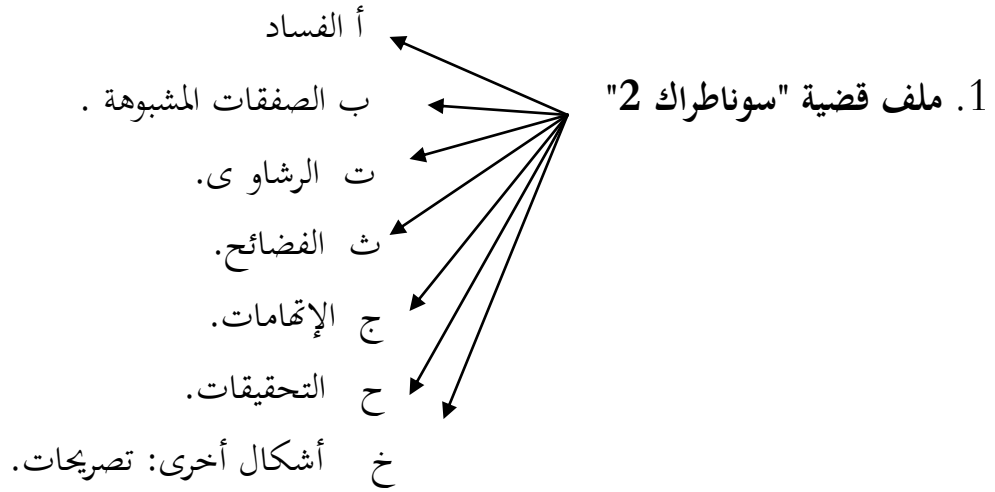 أ الفساد
1. ملف قضية "سوناطراك 2"
ب الصفقات المشبوهة .
ت الرشاو ى.
ث الفضائح.
ج الإتهامات.
ح التحقيقات.
خ أشكال أخرى: تصريحات.